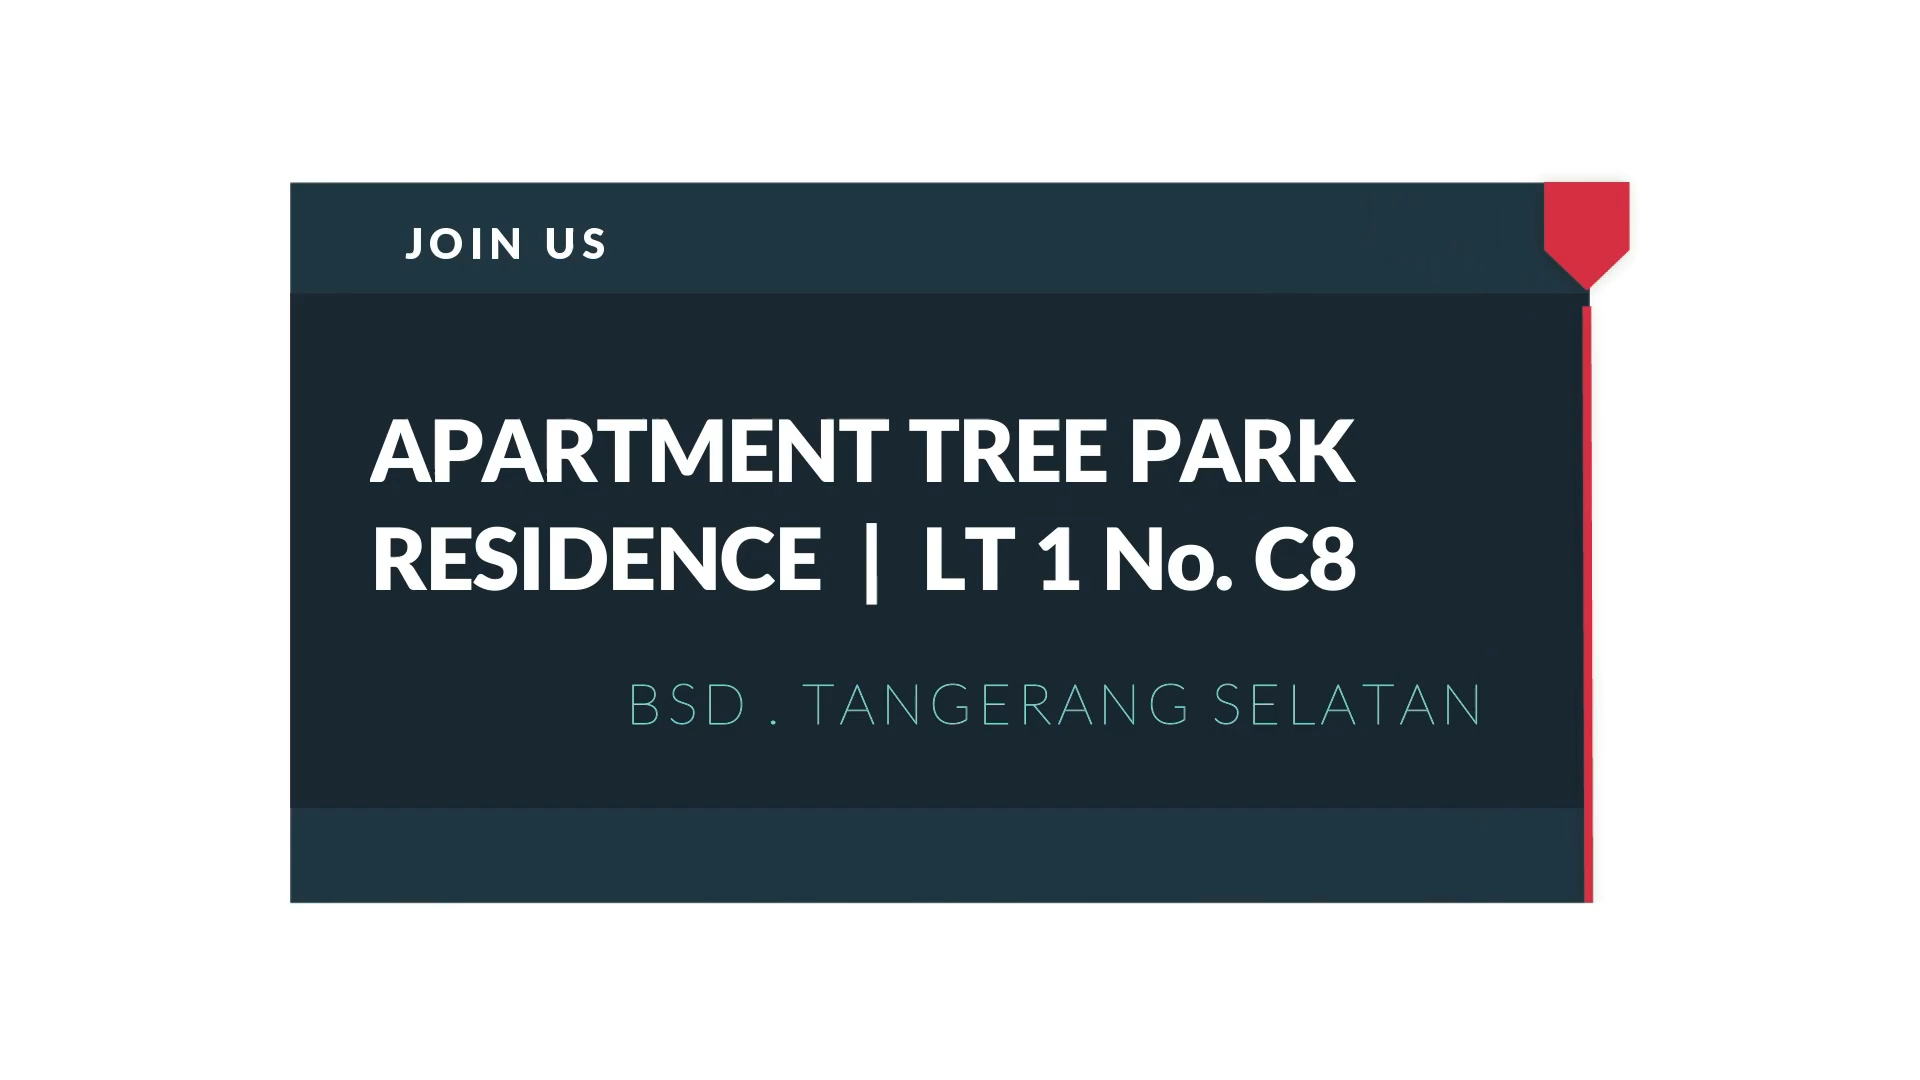 JOIN US
APARTMENT TREE PARK
RESIDENCE | LT 1 No. C8
BSD . TANGERANG SELATAN